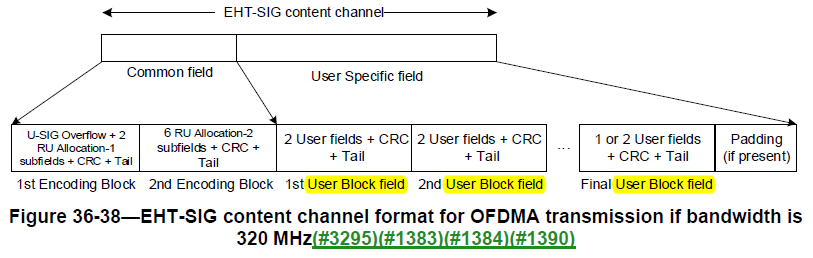 EHT-SIG content channel
Common field
User Specific field
U-SIG Overflow + 2
RU Allocation-1
subfields + CRC + Tail
6 RU Allocation-2
subfields + CRC +
Tail
2 User fields + CRC
+ Tail
2 User fields + CRC
+ Tail
...
1 or 2 User fields
+ CRC + Tail
Padding
(if present)
1st Encoding Block
2nd Encoding Block
1st User Block field
2nd User Block field
Final User Block field
Figure 36-38—EHT-SIG content channel format for OFDMA transmission if bandwidth is
320 MHz(#3295)(#1383)(#1384)(#1390)